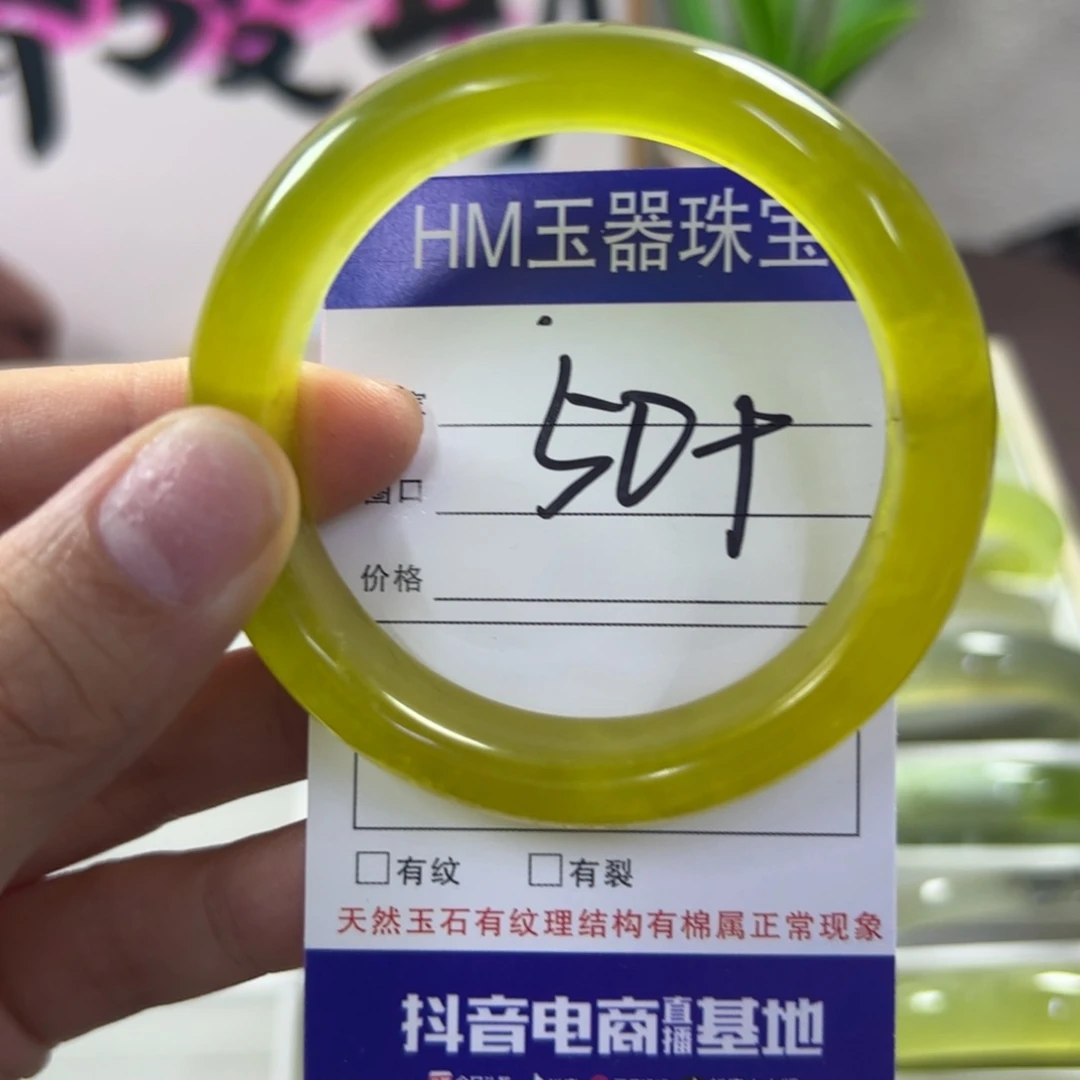 HM玉器珠宝
50+
圈口
价格
有纹 有裂
天然玉石有纹理结构有棉属正常现象
抖音电商直播基地